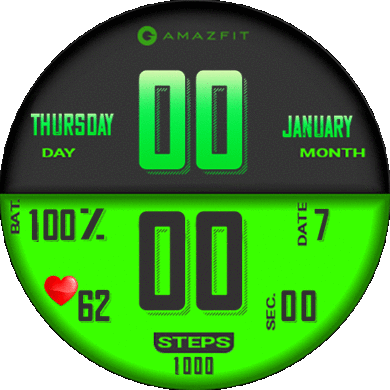 AMAZFIT
00
THURSDAY
DAY
JANUARY
MONTH
BAT.
100%
00
DATE
7
62
SEC.
00
STEPS
1000